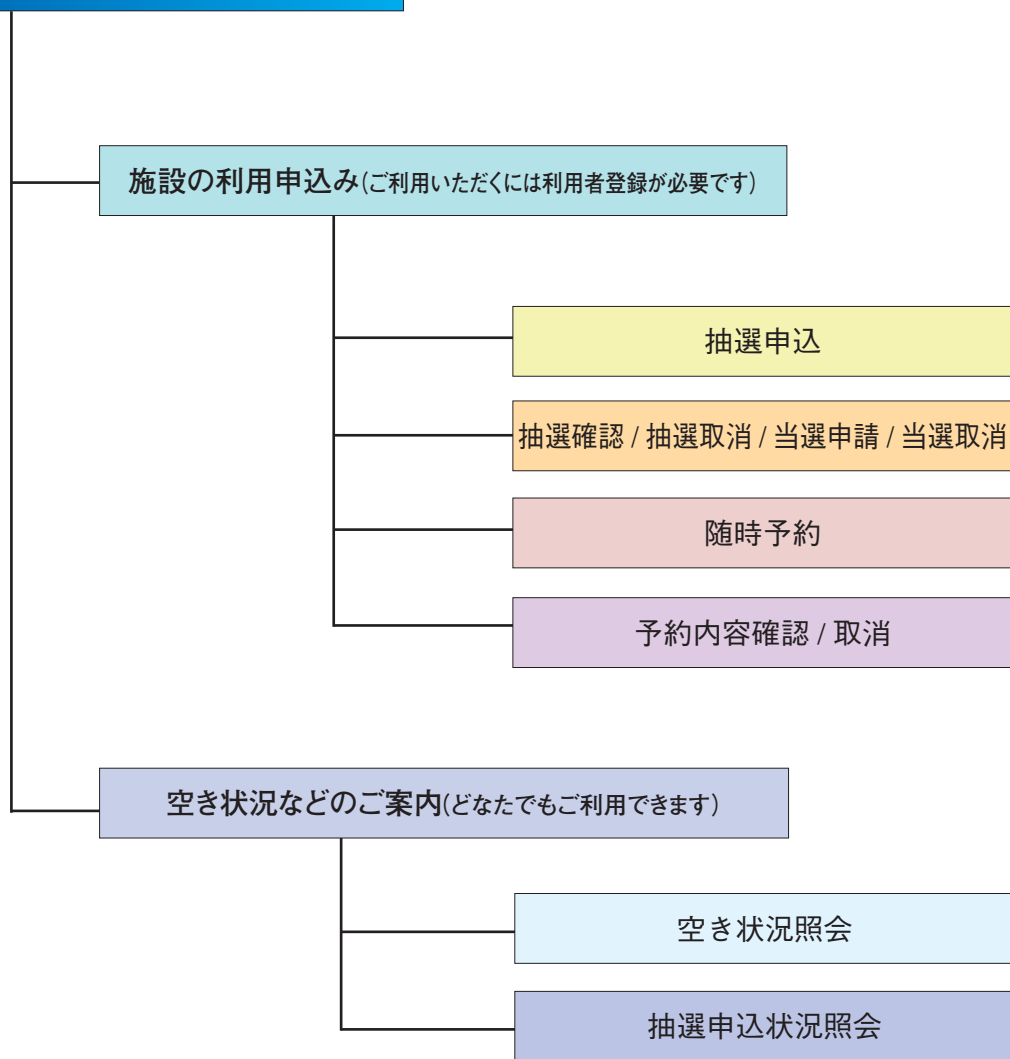 施設の利用申込み(ご利用いただくには利用者登録が必要です)
抽選申込
抽選確認 / 抽選取消 / 当選申請 / 当選取消
随時予約
予約内容確認 / 取消
空き状況などのご案内(どなたでもご利用できます)
空き状況照会
抽選申込状況照会